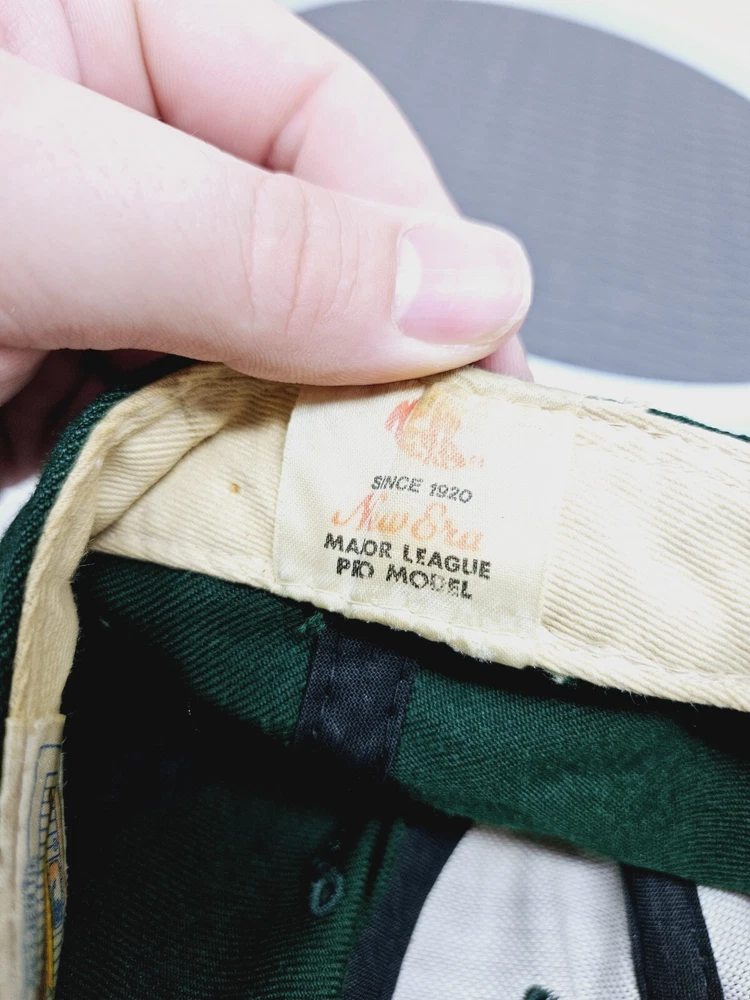 SINCE 1920
New Era
MAJOR LEAGUE
PRO MODEL